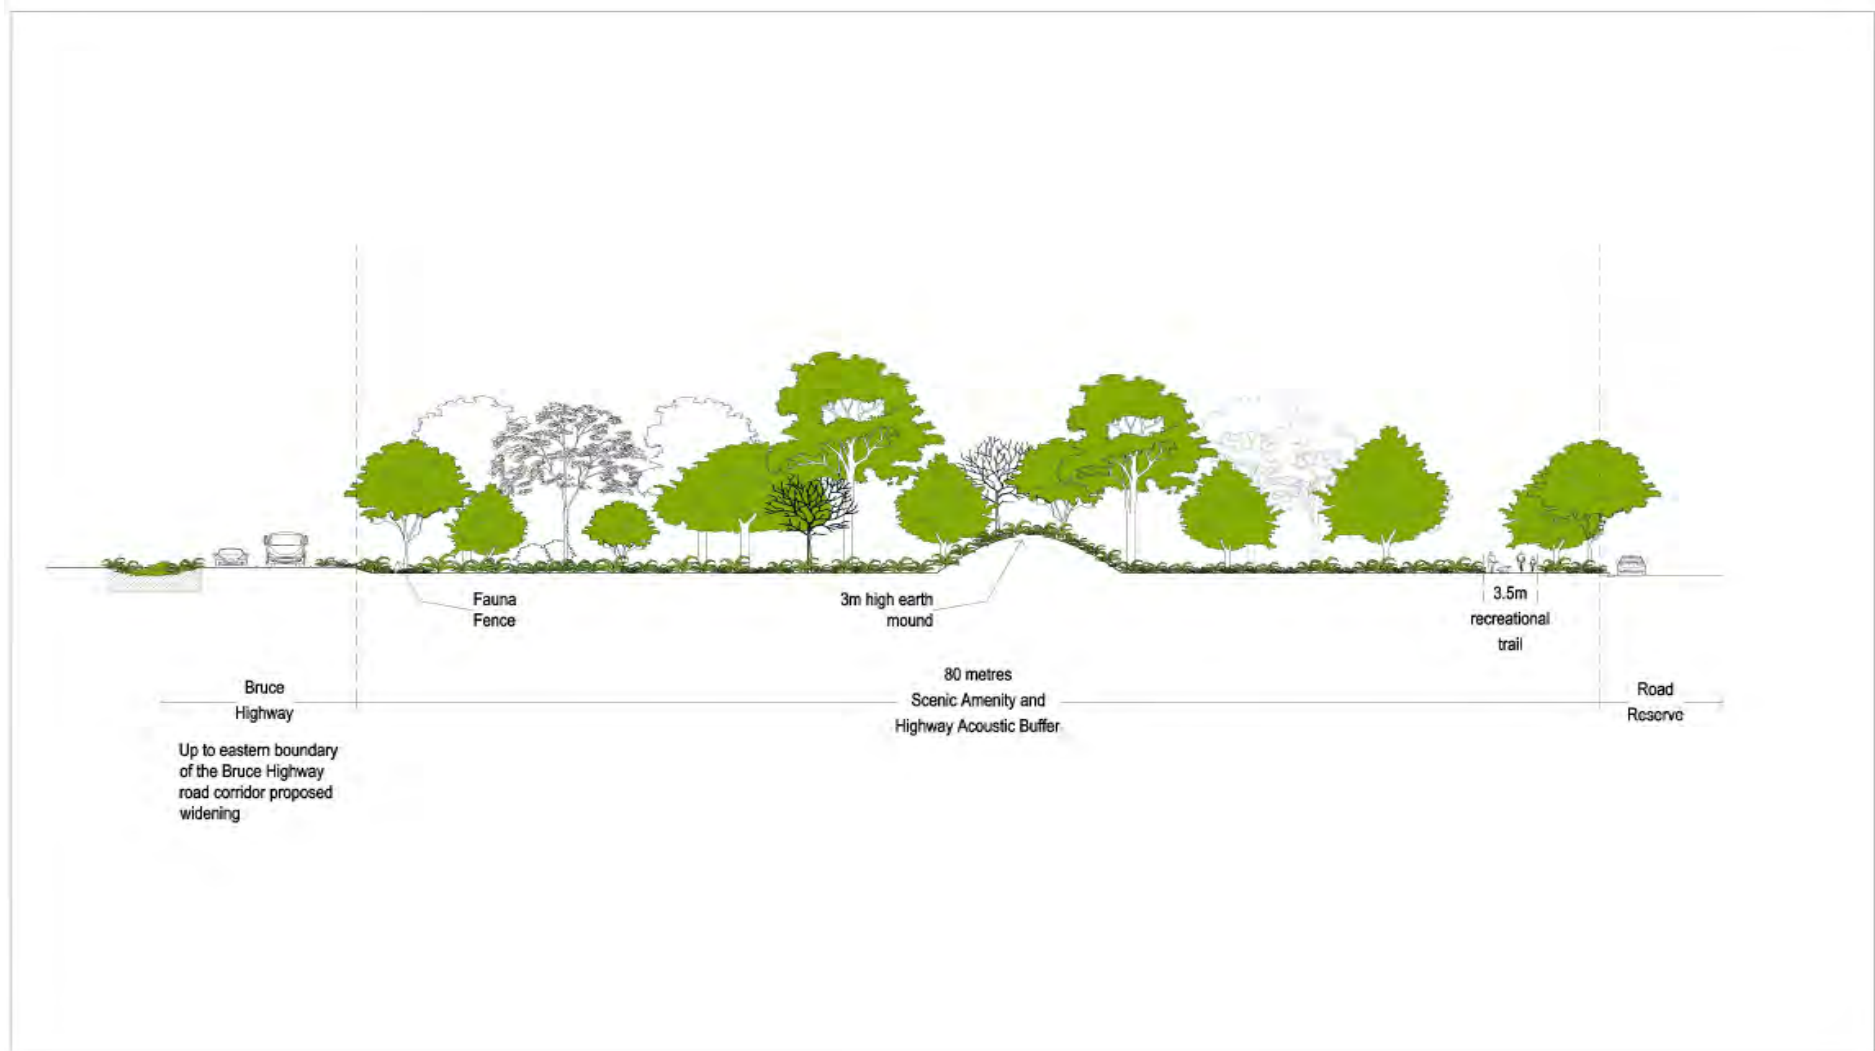 Fauna
Fence
3m high earth
mound
3.5m
recreational
trail
Bruce
Highway
80 metres
Scenic Amenity and
Highway Acoustic Buffer
Road
Reserve
Up to eastern boundary
of the Bruce Highway
road corridor proposed
widening